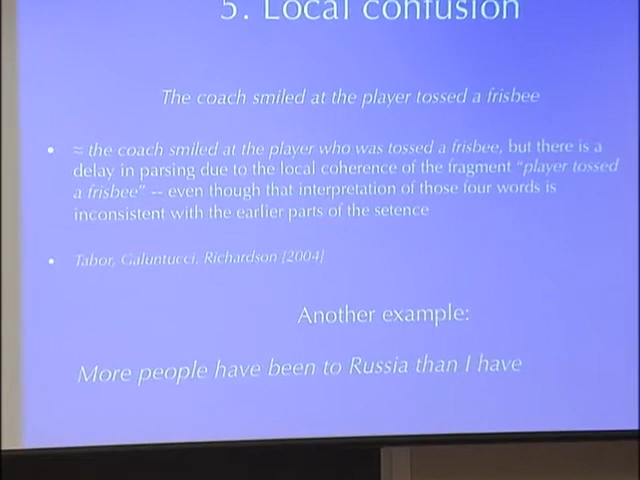 5. Local confusion
The coach smiled at the player tossed a frisbee
• ≈ the coach smiled at the player who was tossed a frisbee, but there is a
delay in parsing due to the local coherence of the fragment "player tossed
a frisbee" -- even though that interpretation of those four words is
inconsistent with the earlier parts of the setence
• Tabor, Galuntucci, Richardson [2004]
Another example:
More people have been to Russia than I have